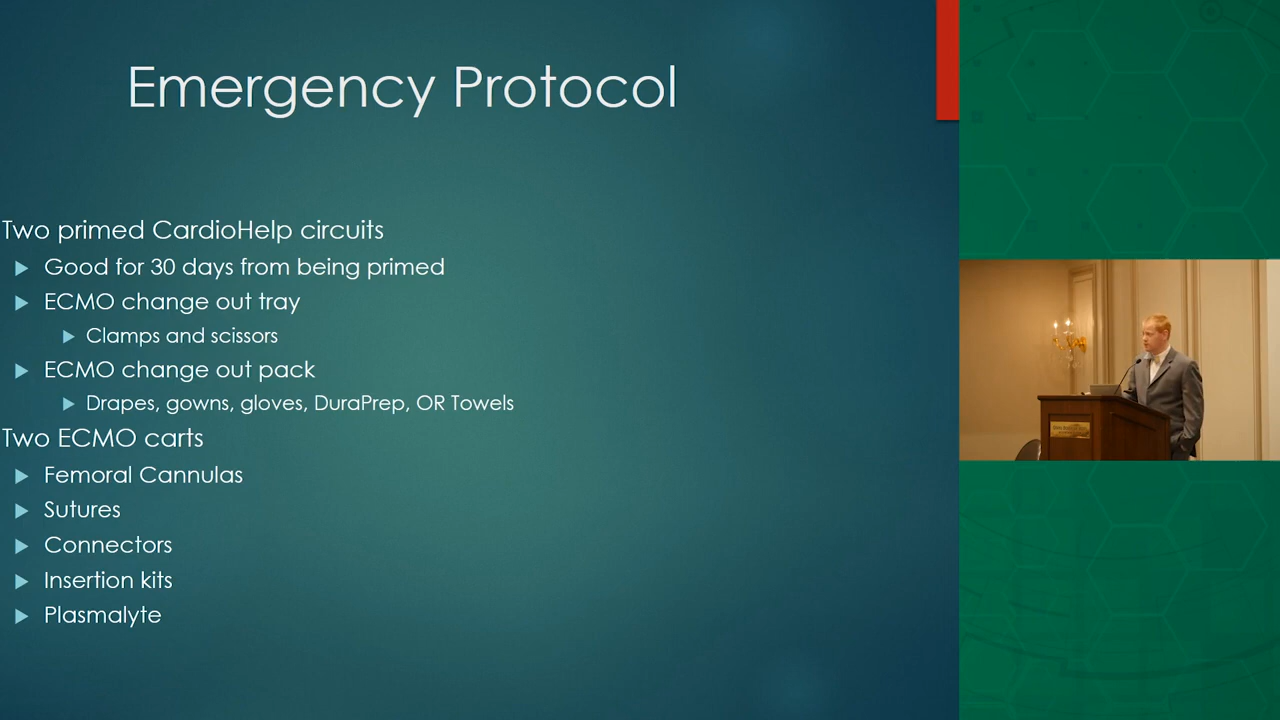 Emergency Protocol
Two primed CardioHelp circuits
Good for 30 days from being primed
ECMO change out tray
Clamps and scissors
ECMO change out pack
Drapes, gowns, gloves, DuraPrep, OR Towels
Two ECMO carts
Femoral Cannulas
Sutures
Connectors
Insertion kits
Plasmalyte